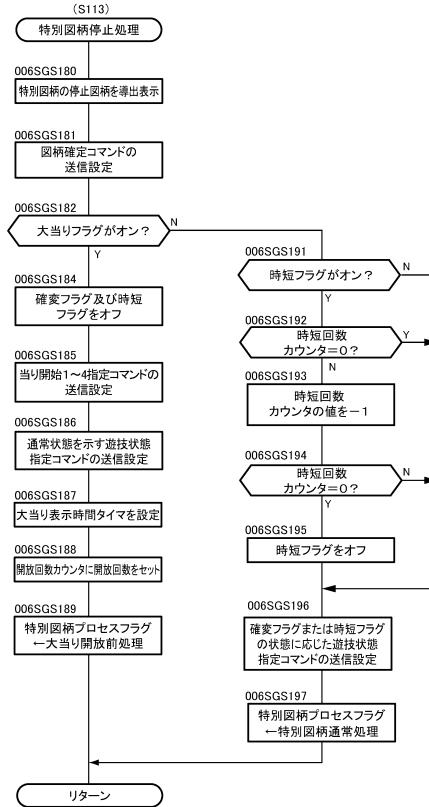 (S113)
特別図柄停止処理
006SGS180
特別図柄の停止図柄を導出表示
006SGS181
図柄確定コマンドの
送信設定
006SGS182
大当りフラグがオン?
N
Y
006SGS184
確変フラグ及び時短
フラグをオフ
006SGS185
当り開始1～4指定コマンドの
送信設定
006SGS186
通常状態を示す遊技状態
指定コマンドの送信設定
006SGS187
大当り表示時間タイマを設定
006SGS188
開放回数カウンタに開放回数をセット
006SGS189
特別図柄プロセスフラグ
←大当り開放前処理
006SGS191
時短フラグがオン?
N
Y
006SGS192
時短回数
カウンタ=0?
Y
N
006SGS193
時短回数
カウンタの値を－1
006SGS194
時短回数
カウンタ=0?
N
Y
006SGS195
時短フラグをオフ
006SGS196
確変フラグまたは時短フラグ
の状態に応じた遊技状態
指定コマンドの送信設定
006SGS197
特別図柄プロセスフラグ
←特別図柄通常処理
リターン